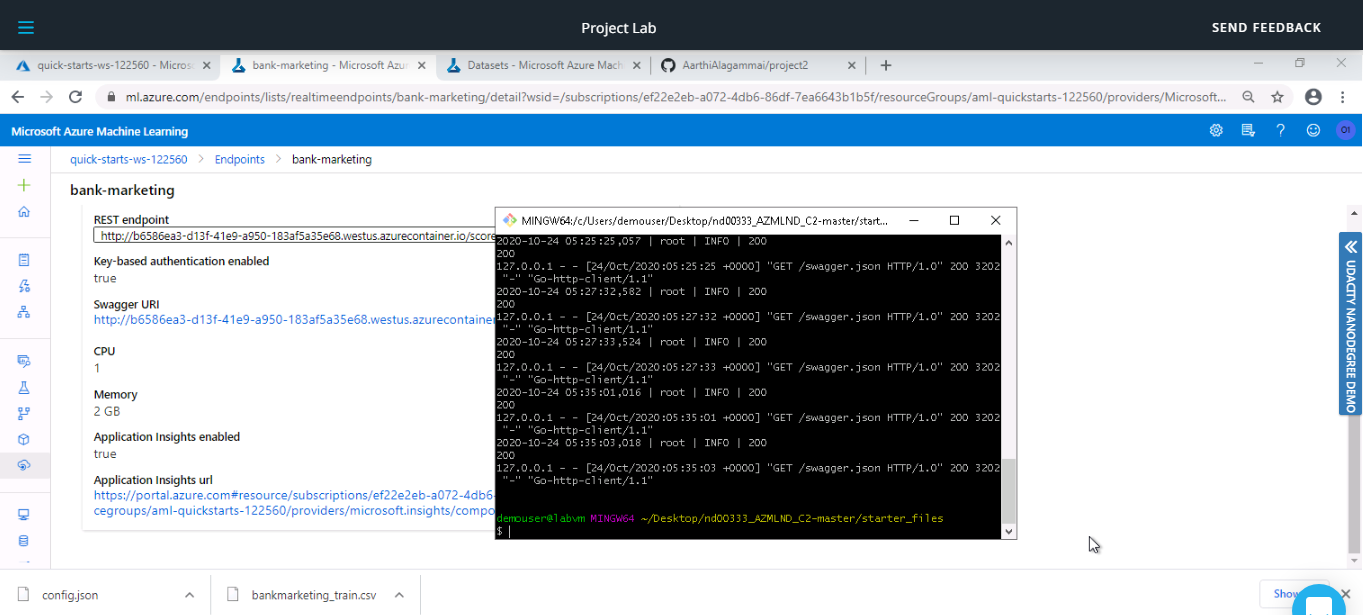 Project Lab
SEND FEEDBACK
quick-starts-ws-122560 - Micros
bank-marketing - Microsoft Azur
Datasets - Microsoft Azure Mach
AarthiAlagammai/project2
ml.azure.com/endpoints/lists/realtimeendpoints/bank-marketing/detail?wsid=/subscriptions/ef22e2eb-a072-4db6-86df-7ea6643b1b5f/resourceGroups/aml-quickstarts-122560/providers/Microsoft...
Microsoft Azure Machine Learning
quick-starts-ws-122560 > Endpoints > bank-marketing
bank-marketing
REST endpoint
http://b6586ea3-d13f-41e9-a950-183af5a35e68.westus.azurecontainer.io/score
Key-based authentication enabled
true
Swagger URI
http://b6586ea3-d13f-41e9-a950-183af5a35e68.westus.azurecontainer
CPU
1
Memory
2 GB
Application Insights enabled
true
Application Insights url
https://portal.azure.com#resource/subscriptions/ef22e2eb-a072-4db6-
cegroups/aml-quickstarts-122560/providers/microsoft.insights/compo
MINGW64:/c/Users/demouser/Desktop/nd00333_AZMLND_C2-master/start...
2020-10-24 05:25:25,057 | root | INFO | 200
200
127.0.0.1 - - [24/Oct/2020:05:25:25 +0000] "GET /swagger.json HTTP/1.0" 200 3202
"-" "Go-http-client/1.1"
2020-10-24 05:27:32,582 | root | INFO | 200
200
127.0.0.1 - - [24/Oct/2020:05:27:32 +0000] "GET /swagger.json HTTP/1.0" 200 3202
"-" "Go-http-client/1.1"
2020-10-24 05:27:33,524 | root | INFO | 200
200
127.0.0.1 - - [24/Oct/2020:05:27:33 +0000] "GET /swagger.json HTTP/1.0" 200 3202
"-" "Go-http-client/1.1"
2020-10-24 05:35:01,016 | root | INFO | 200
200
127.0.0.1 - - [24/Oct/2020:05:35:01 +0000] "GET /swagger.json HTTP/1.0" 200 3202
"-" "Go-http-client/1.1"
2020-10-24 05:35:03,018 | root | INFO | 200
200
127.0.0.1 - - [24/Oct/2020:05:35:03 +0000] "GET /swagger.json HTTP/1.0" 200 3202
"-" "Go-http-client/1.1"
demouser@labvm MINGW64 ~/Desktop/nd00333_AZMLND_C2-master/starter_files
$
UDACITY NANODEGREE DEMO
config.json
bankmarketing_train.csv
Show